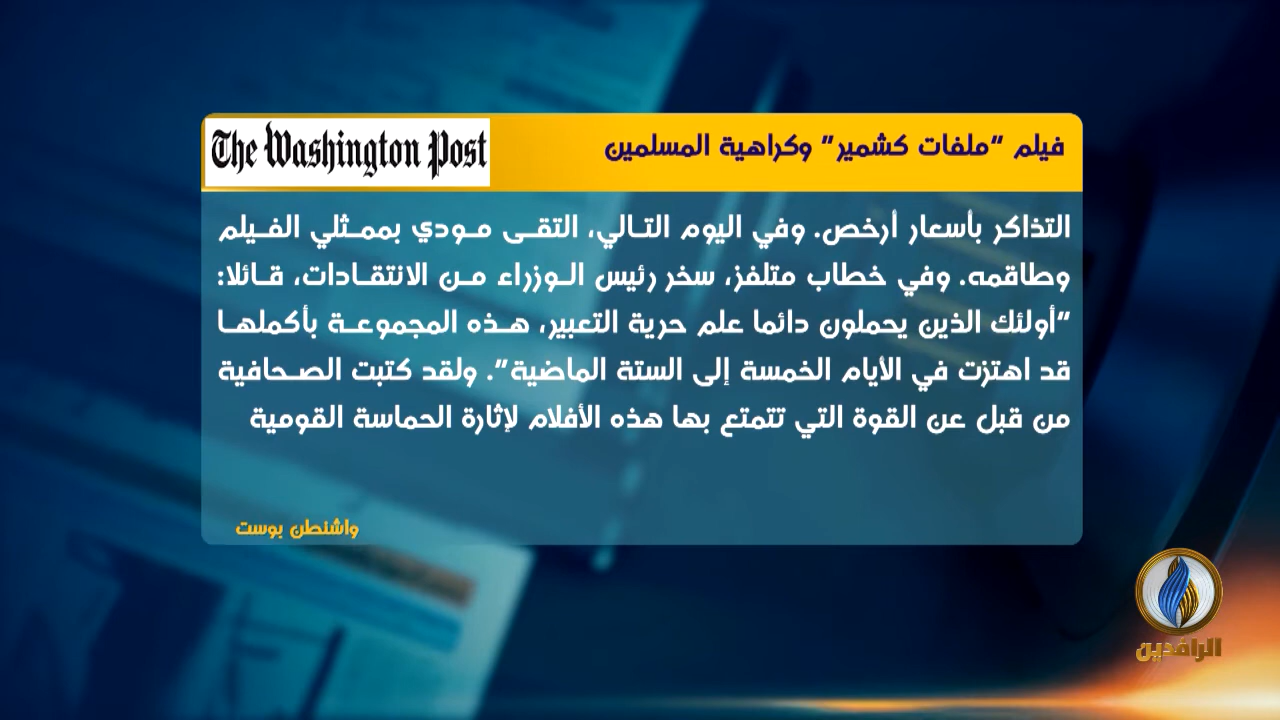 فيلم “ملفات كشمير” وكراهية المسلمين
The Washington Post
التذاكر بأسعار أرخص. وفي اليوم التالي، التقى مودي بممثلي الفيلم
وطاقمه. وفي خطاب متلفز، سخر رئيس الوزراء من الانتقادات، قائلا:
“أولئك الذين يحملون دائما علم حرية التعبير، هذه المجموعة بأكملها
قد اهتزت في الأيام الخمسة إلى الستة الماضية”. ولقد كتبت الصحافية
من قبل عن القوة التي تتمتع بها هذه الأفلام لإثارة الحماسة القومية
واشنطن بوست
الرافدين